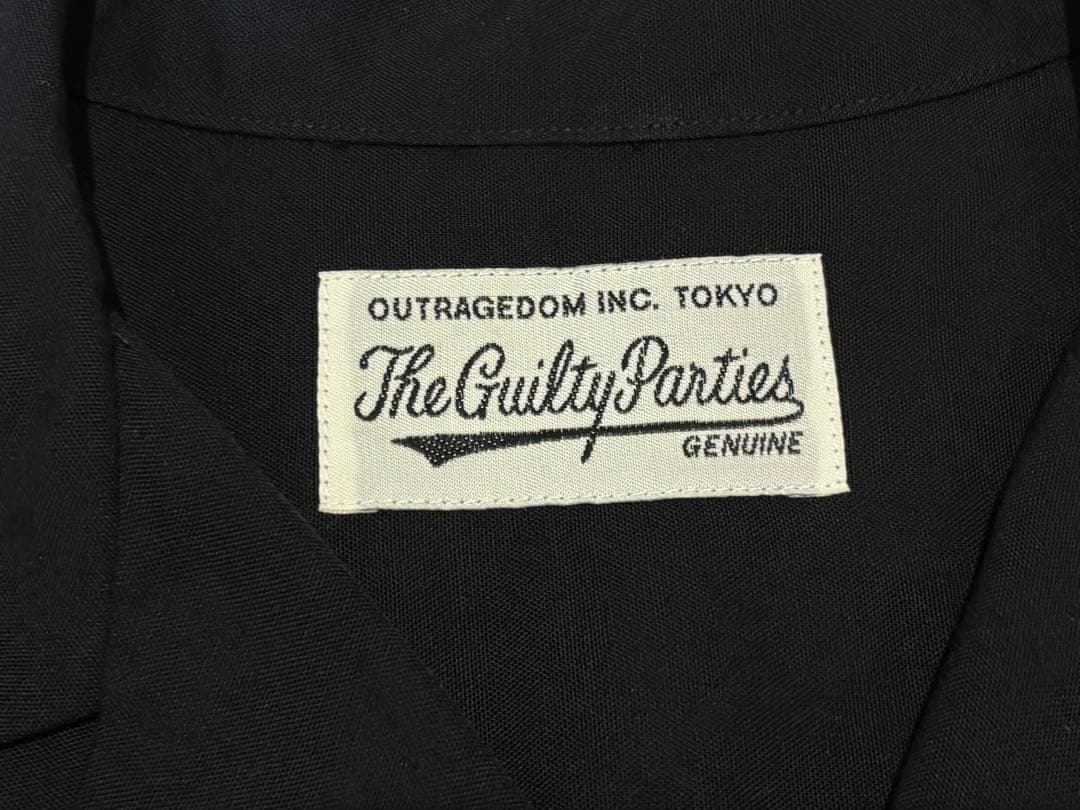 OUTRAGEDOM INC. TOKYO
The Guilty Parties
GENUINE